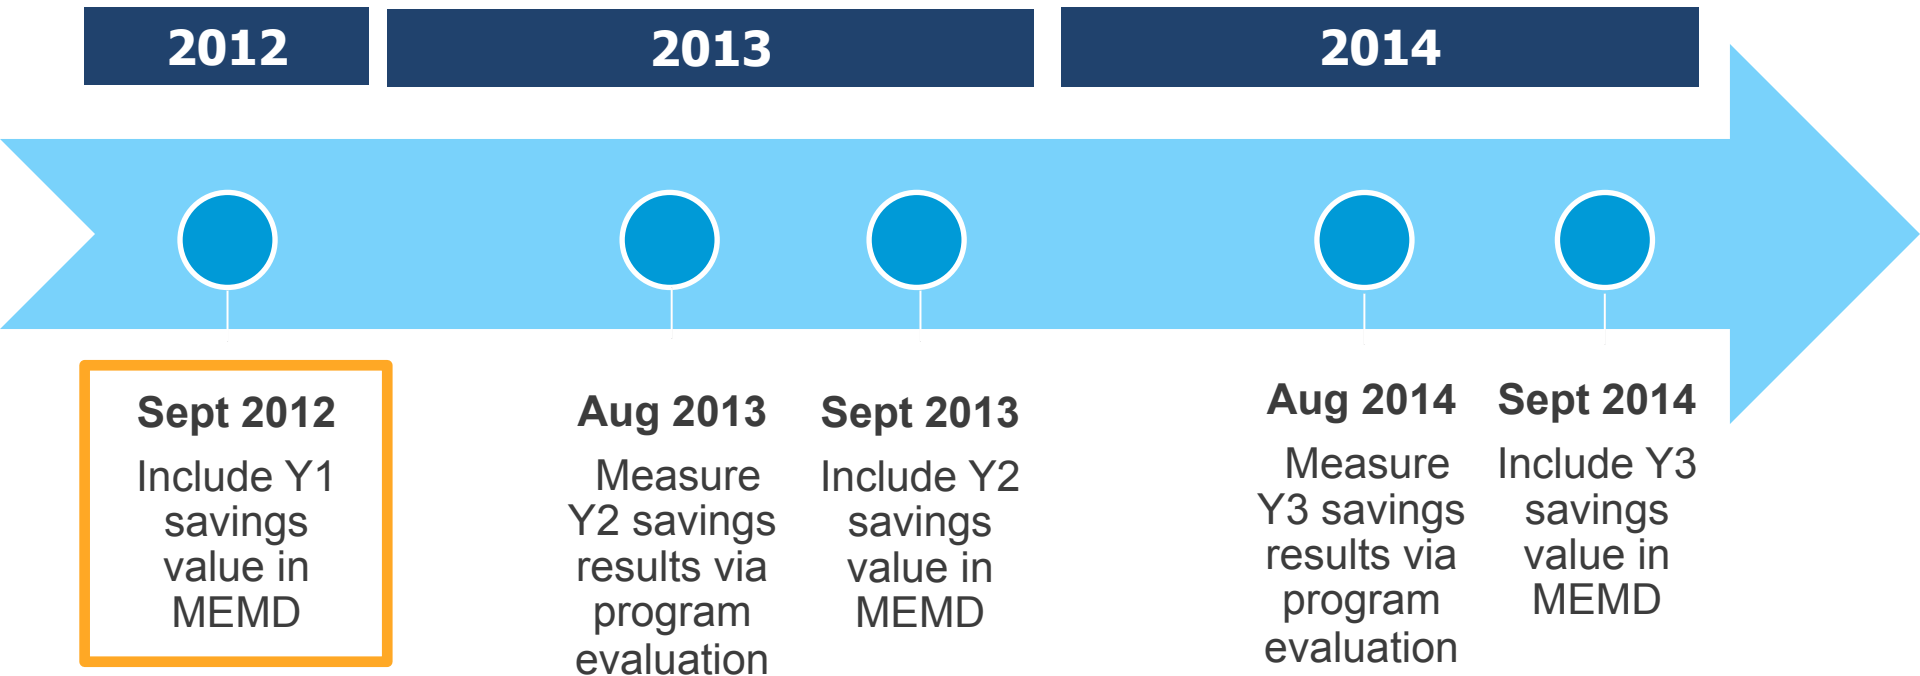 2012
2013
2014
Sept 2012
Include Y1
savings
value in
MEMD
Aug 2013
Measure
Y2 savings
results via
program
evaluation
Sept 2013
Include Y2
savings
value in
MEMD
Aug 2014
Measure
Y3 savings
results via
program
evaluation
Sept 2014
Include Y3
savings
value in
MEMD